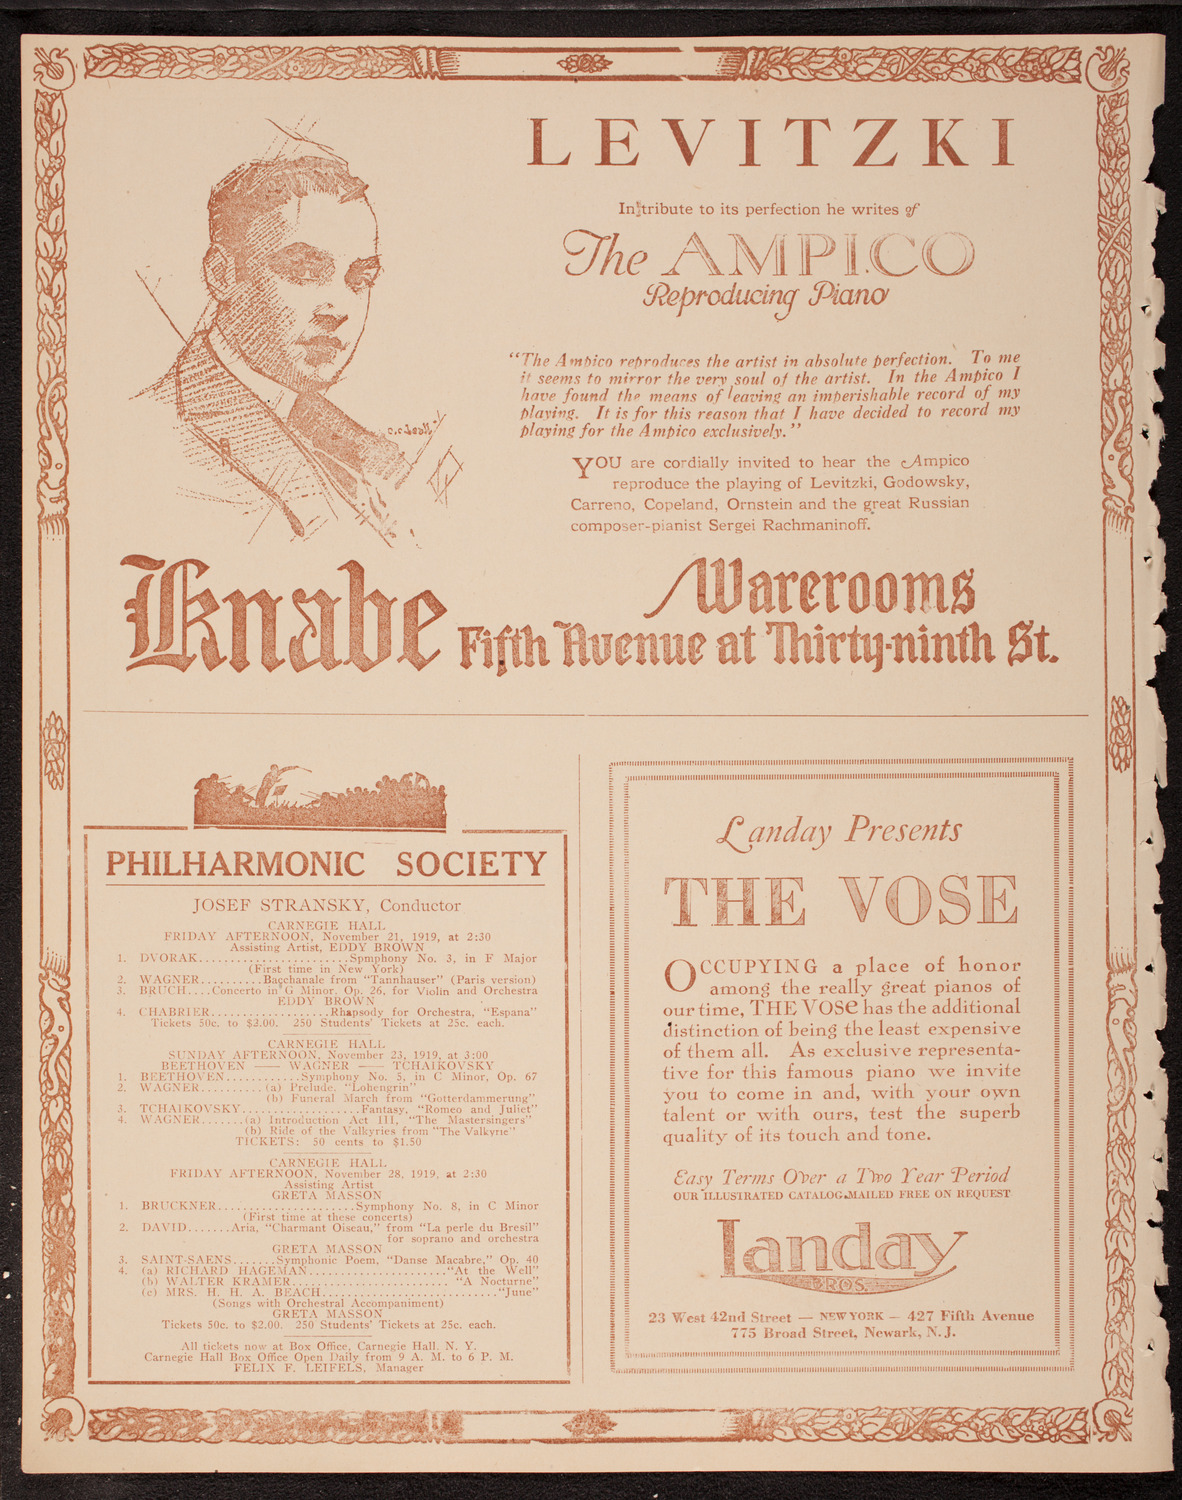 LEVITZKI
In tribute to its perfection he writes of
The AMPICO
Reproducing Piano
“The Ampico reproduces the artist in absolute perfection. To me
it seems to mirror the very soul of the artist. In the Ampico I
have found the means of leaving an imperishable record of my
playing. It is for this reason that I have decided to record my
playing for the Ampico exclusively.”
YOU are cordially invited to hear the Ampico
reproduce the playing of Levitzki, Godowsky,
Carreno, Copeland, Ornstein and the great Russian
composer-pianist Sergei Rachmaninoff.
Knabe Warerooms
Fifth Avenue at Thirty-ninth St.
PHILHARMONIC SOCIETY
JOSEF STRANSKY, Conductor
CARNEGIE HALL
FRIDAY AFTERNOON, November 21, 1919, at 2:30
Assisting Artist, EDDY BROWN
1. DVORAK........................Spmphony No. 3, in F Major
(First time in New York)
2. WAGNER..........Bacchanale from “Tannhauser” (Paris version)
3. BRUCH....Concerto in G Minor, Op. 26, for Violin and Orchestra
EDDY BROWN
4. CHABRIER...................Rhapsody for Orchestra, “Espana”
Tickets 50c. to $2.00. 250 Students' Tickets at 25c. each.
CARNEGIE HALL
SUNDAY AFTERNOON, November 23, 1919, at 3:00
BEETHOVEN —— WAGNER —— TCHAIKOVSKY
1. BEETHOVEN............Symphony No. 5, in C Minor, Op. 67
2. WAGNER..........(a) Prelude, “Lohengrin”
(b) Funeral March from “Gotterdammerung”
3. TCHAIKOVSKY...................Fantasy, “Romeo and Juliet”
4. WAGNER.......(a) Introduction Act III, “The Mastersingers”
(b) Ride of the Valkyries from “The Valkyrie”
TICKETS: 50 cents to $1.50
CARNEGIE HALL
FRIDAY AFTERNOON, November 28, 1919, at 2:30
Assisting Artist
GRETA MASSON
1. BRUCKNER......................Symphony No. 8, in C Minor
(First time at these concerts)
2. DAVID.......Aria, “Charmant Oiseau,” from “La perle du Bresil”
for soprano and orchestra
GRETA MASSON
3. SAINT-SAENS.......Symphonic Poem, “Danse Macabre,” Op. 40
4. (a) RICHARD HAGEMAN......................“At the Well”
(b) WALTER KRAMER.........................“A Nocturne”
(c) MRS. H. H. A. BEACH............................“June”
(Songs with Orchestral Accompaniment)
GRETA MASSON
Tickets 50c. to $2.00. 250 Students' Tickets at 25c. each.
All tickets now at Box Office, Carnegie Hall, N. Y.
Carnegie Hall Box Office Open Daily from 9 A. M. to 6 P. M.
FELIX F. LEIFELS, Manager
Landay Presents
THE VOSE
OCCUPYING a place of honor
among the really great pianos of
our time, THE VOSE has the additional
distinction of being the least expensive
of them all. As exclusive representa-
tive for this famous piano we invite
you to come in and, with your own
talent or with ours, test the superb
quality of its touch and tone.
Easy Terms Over a Two Year Period
OUR ILLUSTRATED CATALOG MAILED FREE ON REQUEST
Landay
BROS.
23 West 42nd Street — NEW YORK — 427 Fifth Avenue
775 Broad Street, Newark, N. J.